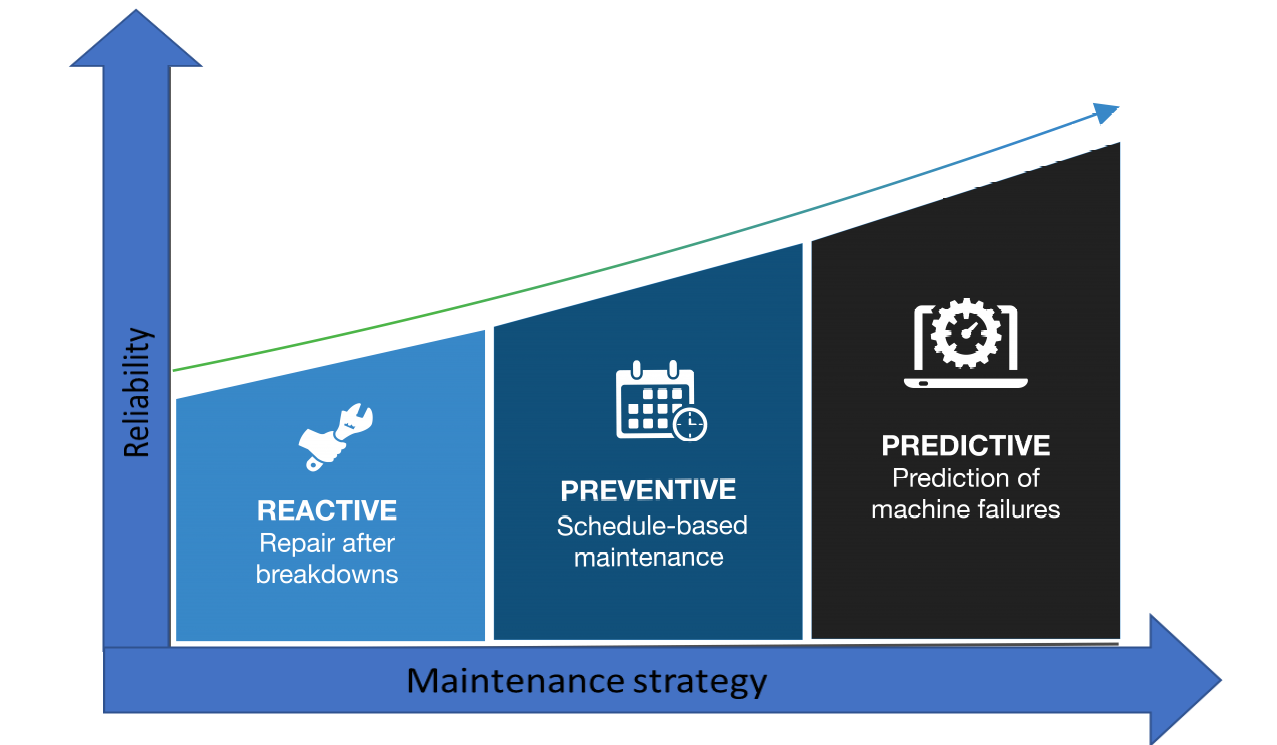 Reliability
REACTIVE
Repair after
breakdowns
PREVENTIVE
Schedule-based
maintenance
PREDICTIVE
Prediction of
machine failures
Maintenance strategy